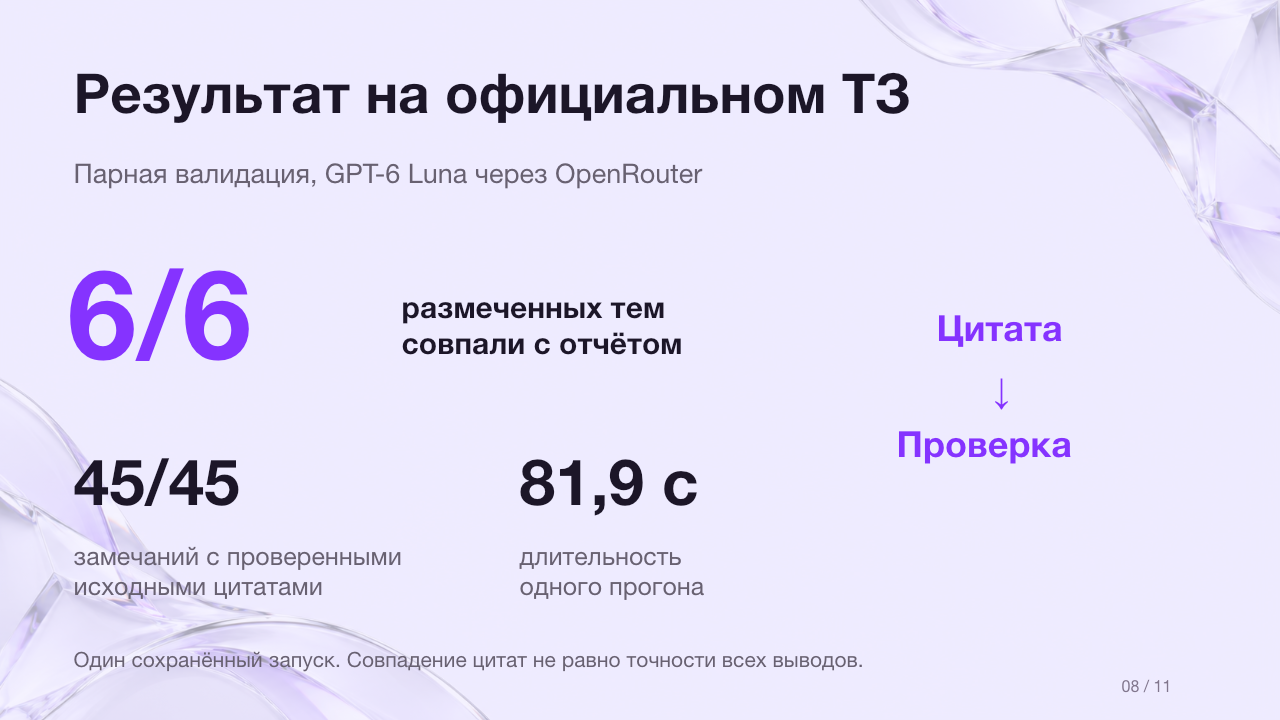 Результат на официальном ТЗ
Парная валидация, GPT-6 Luna через OpenRouter
6/6
размеченных тем
совпали с отчётом
Цитата
↓
Проверка
45/45
замечаний с проверенными
исходными цитатами
81,9 с
длительность
одного прогона
Один сохранённый запуск. Совпадение цитат не равно точности всех выводов.
08 / 11